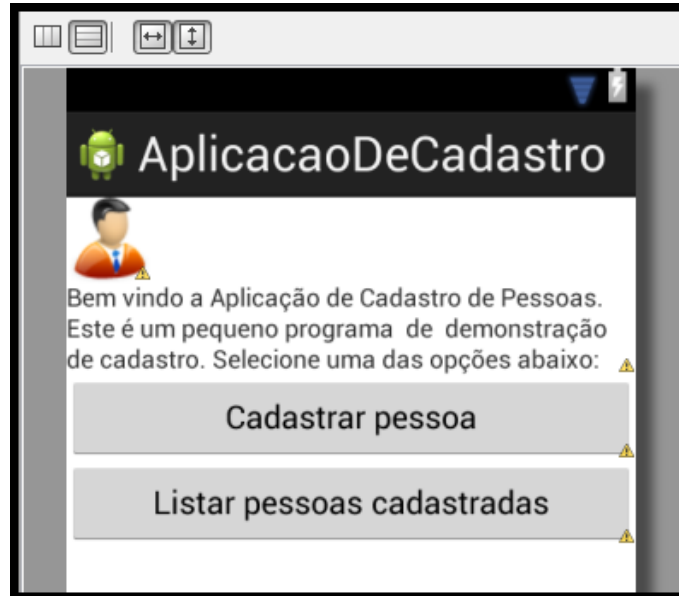 AplicacaoDeCadastro
Bem vindo a Aplicação de Cadastro de Pessoas.
Este é um pequeno programa  de  demonstração
de cadastro. Selecione uma das opções abaixo:
Cadastrar pessoa
Listar pessoas cadastradas